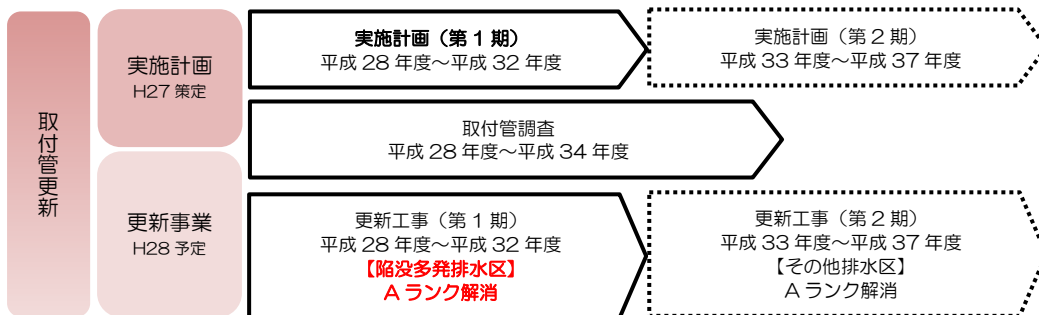 取付管更新
実施計画
H27 策定
実施計画（第 1 期）
平成 28 年度～平成 32 年度
実施計画（第 2 期）
平成 33 年度～平成 37 年度
取付管調査
平成 28 年度～平成 34 年度
更新事業
H28 予定
更新工事（第 1 期）
平成 28 年度～平成 32 年度
【陥没多発排水区】
A ランク解消
更新工事（第 2 期）
平成 33 年度～平成 37 年度
【その他排水区】
A ランク解消